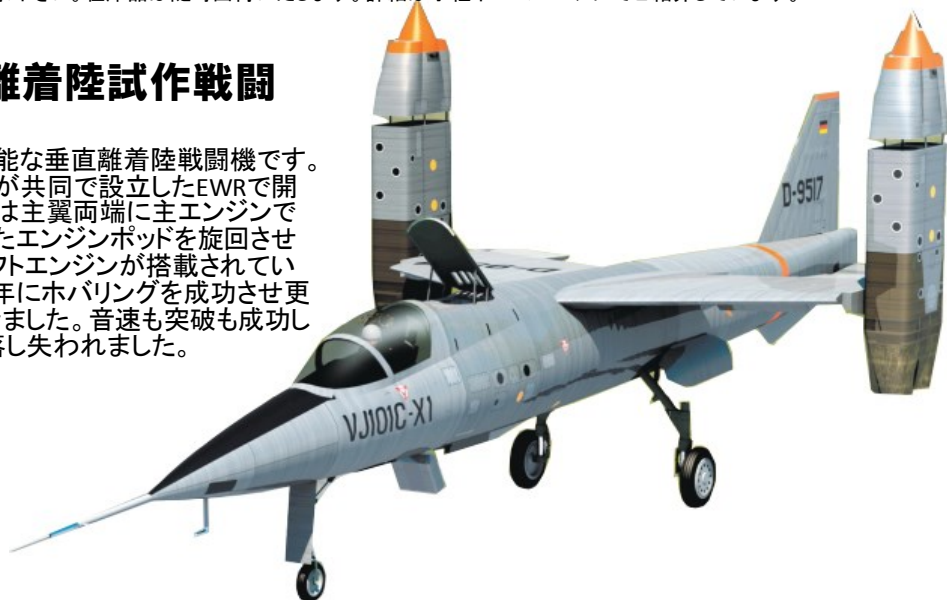 離着陸試作戦闘
能な垂直離着陸戦闘機です。
が共同で設立したEWRで開
は主翼両端に主エンジンで
たエンジンポッドを旋回させ
フトエンジンが搭載されてい
年にホバリングを成功させ更
ました。音速も突破も成功し
落し失われました。
D-9517
VJ101C-X1